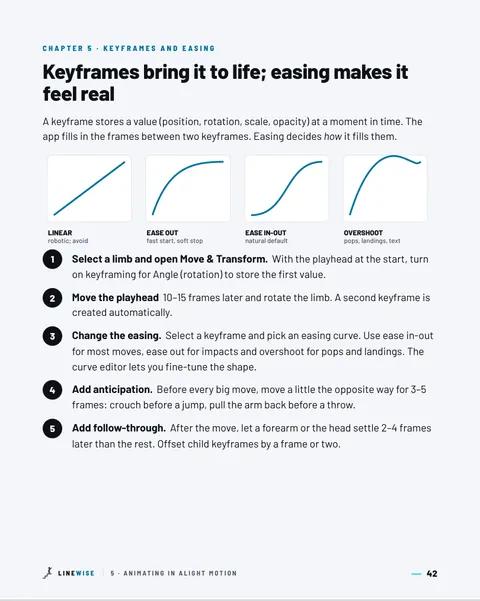 CHAPTER 5 · KEYFRAMES AND EASING
Keyframes bring it to life; easing makes it
feel real
A keyframe stores a value (position, rotation, scale, opacity) at a moment in time. The
app fills in the frames between two keyframes. Easing decides how it fills them.
LINEAR
robotic; avoid
EASE OUT
fast start, soft stop
EASE IN-OUT
natural default
OVERSHOOT
pops, landings, text
1 Select a limb and open Move & Transform. With the playhead at the start, turn
on keyframing for Angle (rotation) to store the first value.
2 Move the playhead 10–15 frames later and rotate the limb. A second keyframe is
created automatically.
3 Change the easing. Select a keyframe and pick an easing curve. Use ease in-out
for most moves, ease out for impacts and overshoot for pops and landings. The
curve editor lets you fine-tune the shape.
4 Add anticipation. Before every big move, move a little the opposite way for 3–5
frames: crouch before a jump, pull the arm back before a throw.
5 Add follow-through. After the move, let a forearm or the head settle 2–4 frames
later than the rest. Offset child keyframes by a frame or two.
LINEWISE 5 · ANIMATING IN ALIGHT MOTION 42